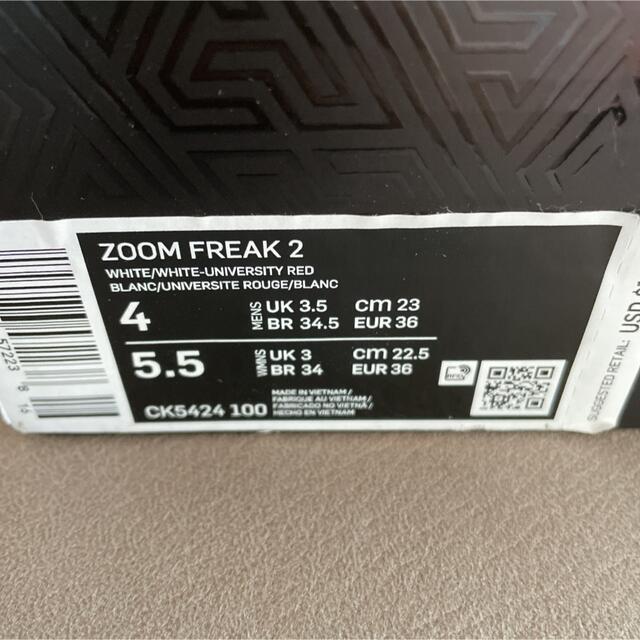 ZOOM FREAK 2
WHITE/WHITE-UNIVERSITY RED
BLANC/UNIVERSITE ROUGE/BLANC
4 MENS UK 3.5 cm 23
BR 34.5 EUR 36
5.5 WMNS UK 3 cm 22.5
BR 34 EUR 36
CK5424 100
MADE IN VIETNAM /
FABRIQUE AU VIETNAM /
FABRICADO NO VIETNÃ /
HECHO EN VIETNAM
SUGGESTED RETAIL: USD
57223